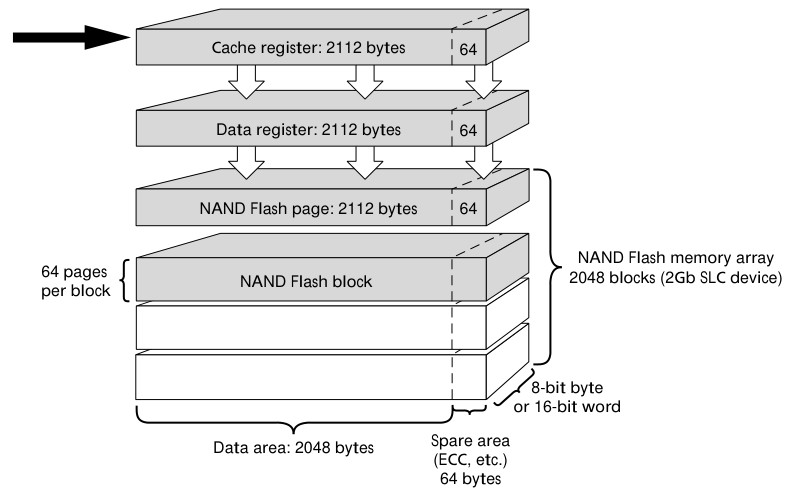 Cache register: 2112 bytes
64
Data register: 2112 bytes
64
NAND Flash page: 2112 bytes
64
64 pages
per block
NAND Flash block
NAND Flash memory array
2048 blocks (2Gb SLC device)
8-bit byte
or 16-bit word
Data area: 2048 bytes
Spare area
(ECC, etc.)
64 bytes